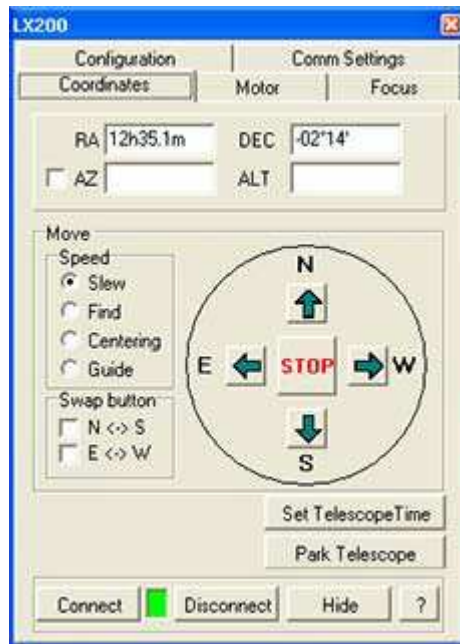 LX200
Configuration Comm Settings
Coordinates Motor Focus
RA 12h35.1m DEC -02°14'
AZ ALT
Move
Speed
Slew
Find
Centering
Guide
Swap button
N <-> S
E <-> W
N
E STOP W
S
Set TelescopeTime
Park Telescope
Connect Disconnect Hide ?